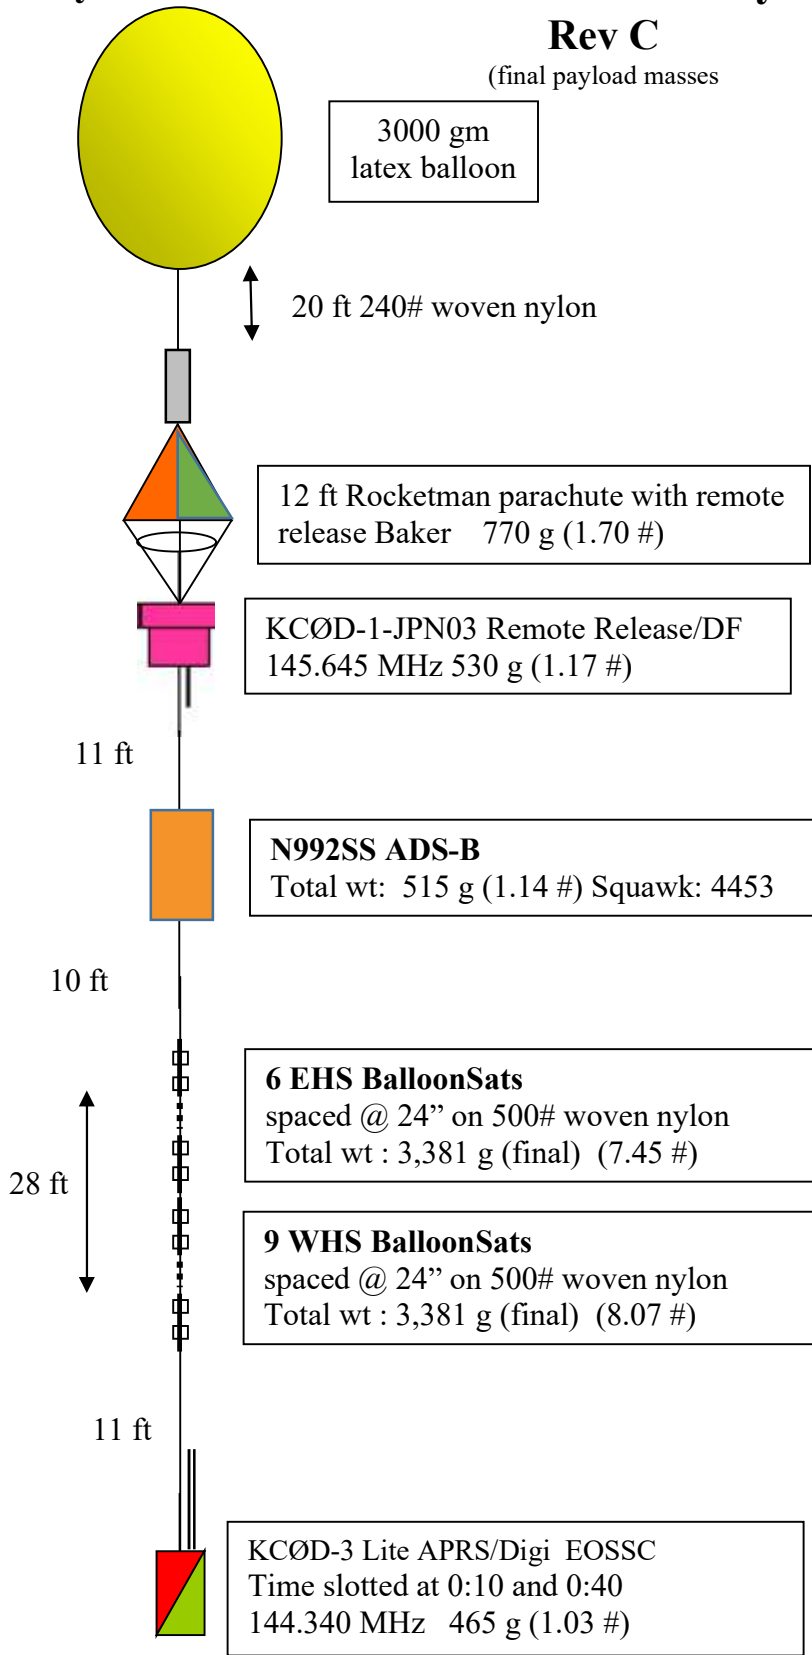 Rev C
(final payload masses
3000 gm
latex balloon
20 ft 240# woven nylon
12 ft Rocketman parachute with remote
release Baker 770 g (1.70 #)
KCØD-1-JPN03 Remote Release/DF
145.645 MHz 530 g (1.17 #)
11 ft
N992SS ADS-B
Total wt: 515 g (1.14 #) Squawk: 4453
10 ft
6 EHS BalloonSats
spaced @ 24” on 500# woven nylon
Total wt : 3,381 g (final) (7.45 #)
28 ft
9 WHS BalloonSats
spaced @ 24” on 500# woven nylon
Total wt : 3,381 g (final) (8.07 #)
11 ft
KCØD-3 Lite APRS/Digi EOSSC
Time slotted at 0:10 and 0:40
144.340 MHz 465 g (1.03 #)